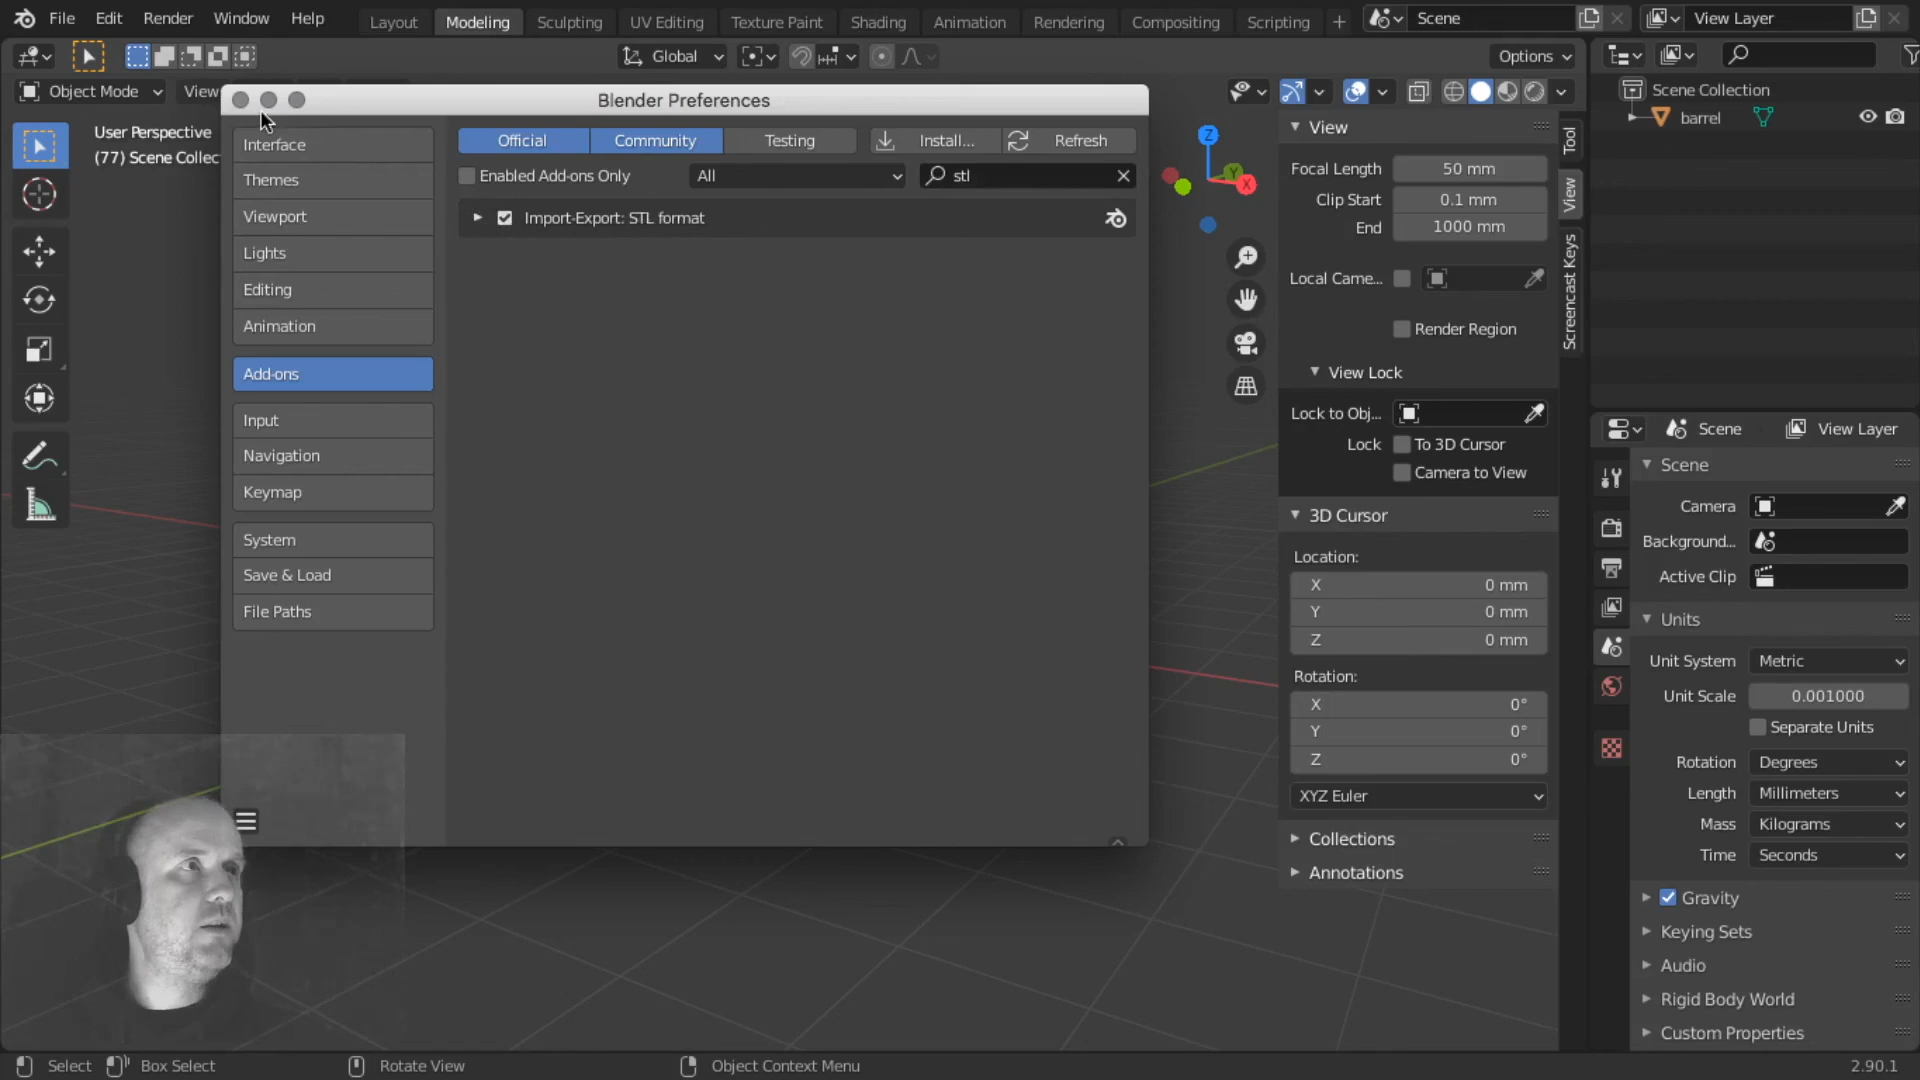 File Edit Render Window Help Layout Modeling Sculpting UV Editing Texture Paint Shading Animation Rendering Compositing Scripting + Scene View Layer
Global Options
Object Mode View
Blender Preferences
User Perspective
(77) Scene Collec
Interface
Themes
Viewport
Lights
Editing
Animation
Add-ons
Input
Navigation
Keymap
System
Save & Load
File Paths
Official Community Testing Install... Refresh
Enabled Add-ons Only All stl
Import-Export: STL format
Z
Y
X
View
Focal Length 50 mm
Clip Start 0.1 mm
End 1000 mm
Local Came...
Render Region
View Lock
Lock to Obj...
Lock To 3D Cursor
Camera to View
3D Cursor
Location:
X 0 mm
Y 0 mm
Z 0 mm
Rotation:
X 0°
Y 0°
Z 0°
XYZ Euler
Collections
Annotations
Tool
View
Screencast Keys
Scene Collection
barrel
Scene View Layer
Scene
Camera
Background...
Active Clip
Units
Unit System Metric
Unit Scale 0.001000
Separate Units
Rotation Degrees
Length Millimeters
Mass Kilograms
Time Seconds
Gravity
Keying Sets
Audio
Rigid Body World
Custom Properties
Select Box Select Rotate View Object Context Menu 2.90.1